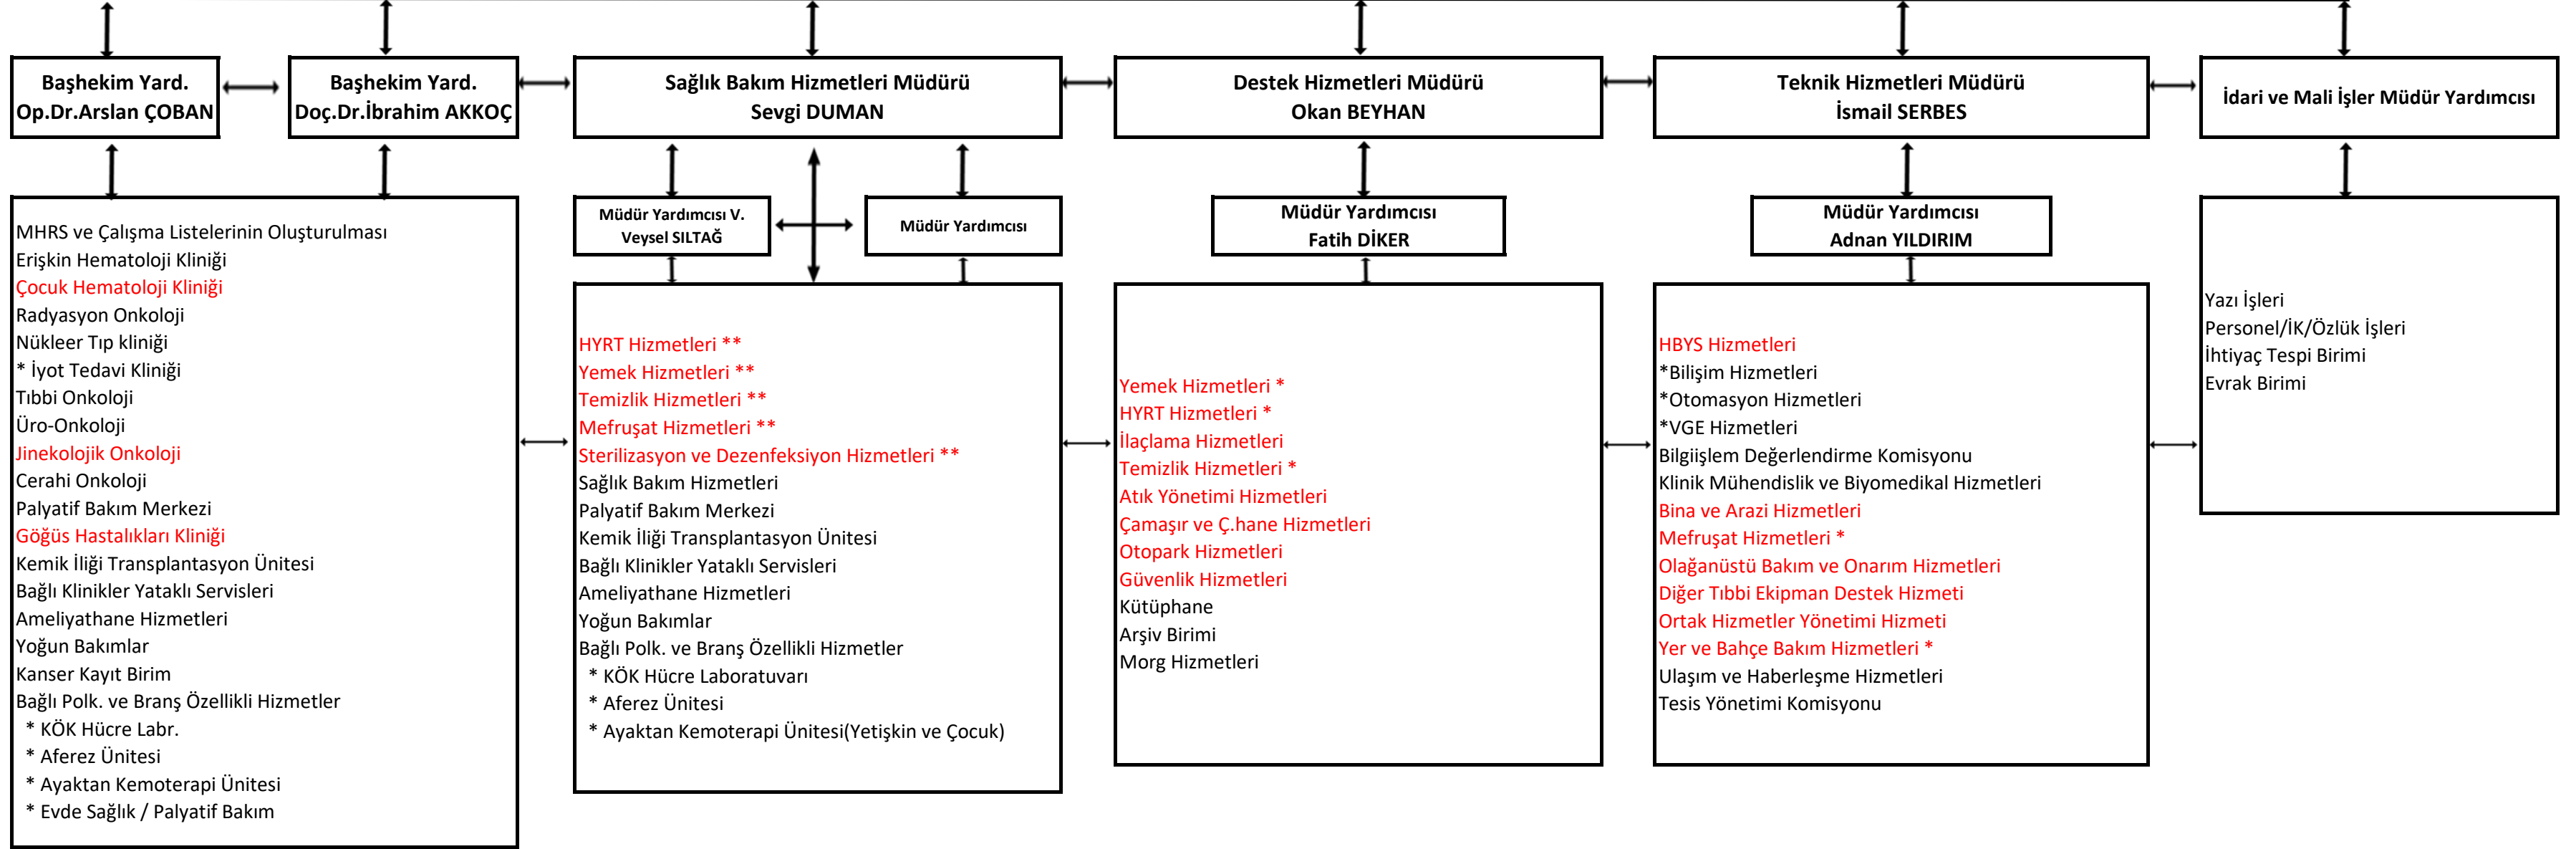 Başhekim Yard.
Op.Dr.Arslan ÇOBAN
Başhekim Yard.
Doç.Dr.İbrahim AKKOÇ
Sağlık Bakım Hizmetleri Müdürü
Sevgi DUMAN
Destek Hizmetleri Müdürü
Okan BEYHAN
Teknik Hizmetleri Müdürü
İsmail SERBES
İdari ve Mali İşler Müdür Yardımcısı
Müdür Yardımcısı V.
Veysel SILTAĞ
Müdür Yardımcısı
Müdür Yardımcısı
Fatih DİKER
Müdür Yardımcısı
Adnan YILDIRIM
MHRS ve Çalışma Listelerinin Oluşturulması
Erişkin Hematoloji Kliniği
Çocuk Hematoloji Kliniği
Radyasyon Onkoloji
Nükleer Tıp kliniği
* İyot Tedavi Kliniği
Tıbbi Onkoloji
Üro-Onkoloji
Jinekolojik Onkoloji
Cerahi Onkoloji
Palyatif Bakım Merkezi
Göğüs Hastalıkları Kliniği
Kemik İliği Transplantasyon Ünitesi
Bağlı Klinikler Yataklı Servisleri
Ameliyathane Hizmetleri
Yoğun Bakımlar
Kanser Kayıt Birim
Bağlı Polk. ve Branş Özellikli Hizmetler
* KÖK Hücre Labr.
* Aferez Ünitesi
* Ayaktan Kemoterapi Ünitesi
* Evde Sağlık / Palyatif Bakım
HYRT Hizmetleri **
Yemek Hizmetleri **
Temizlik Hizmetleri **
Mefruşat Hizmetleri **
Sterilizasyon ve Dezenfeksiyon Hizmetleri **
Sağlık Bakım Hizmetleri
Palyatif Bakım Merkezi
Kemik İliği Transplantasyon Ünitesi
Bağlı Klinikler Yataklı Servisleri
Ameliyathane Hizmetleri
Yoğun Bakımlar
Bağlı Polk. ve Branş Özellikli Hizmetler
* KÖK Hücre Laboratuvarı
* Aferez Ünitesi
* Ayaktan Kemoterapi Ünitesi(Yetişkin ve Çocuk)
Yemek Hizmetleri *
HYRT Hizmetleri *
İlaçlama Hizmetleri
Temizlik Hizmetleri *
Atık Yönetimi Hizmetleri
Çamaşır ve Ç.hane Hizmetleri
Otopark Hizmetleri
Güvenlik Hizmetleri
Kütüphane
Arşiv Birimi
Morg Hizmetleri
HBYS Hizmetleri
*Bilişim Hizmetleri
*Otomasyon Hizmetleri
*VGE Hizmetleri
Bilgiişlem Değerlendirme Komisyonu
Klinik Mühendislik ve Biyomedikal Hizmetleri
Bina ve Arazi Hizmetleri
Mefruşat Hizmetleri *
Olağanüstü Bakım ve Onarım Hizmetleri
Diğer Tıbbi Ekipman Destek Hizmeti
Ortak Hizmetler Yönetimi Hizmeti
Yer ve Bahçe Bakım Hizmetleri *
Ulaşım ve Haberleşme Hizmetleri
Tesis Yönetimi Komisyonu
Yazı İşleri
Personel/İK/Özlük İşleri
İhtiyaç Tespi Birimi
Evrak Birimi